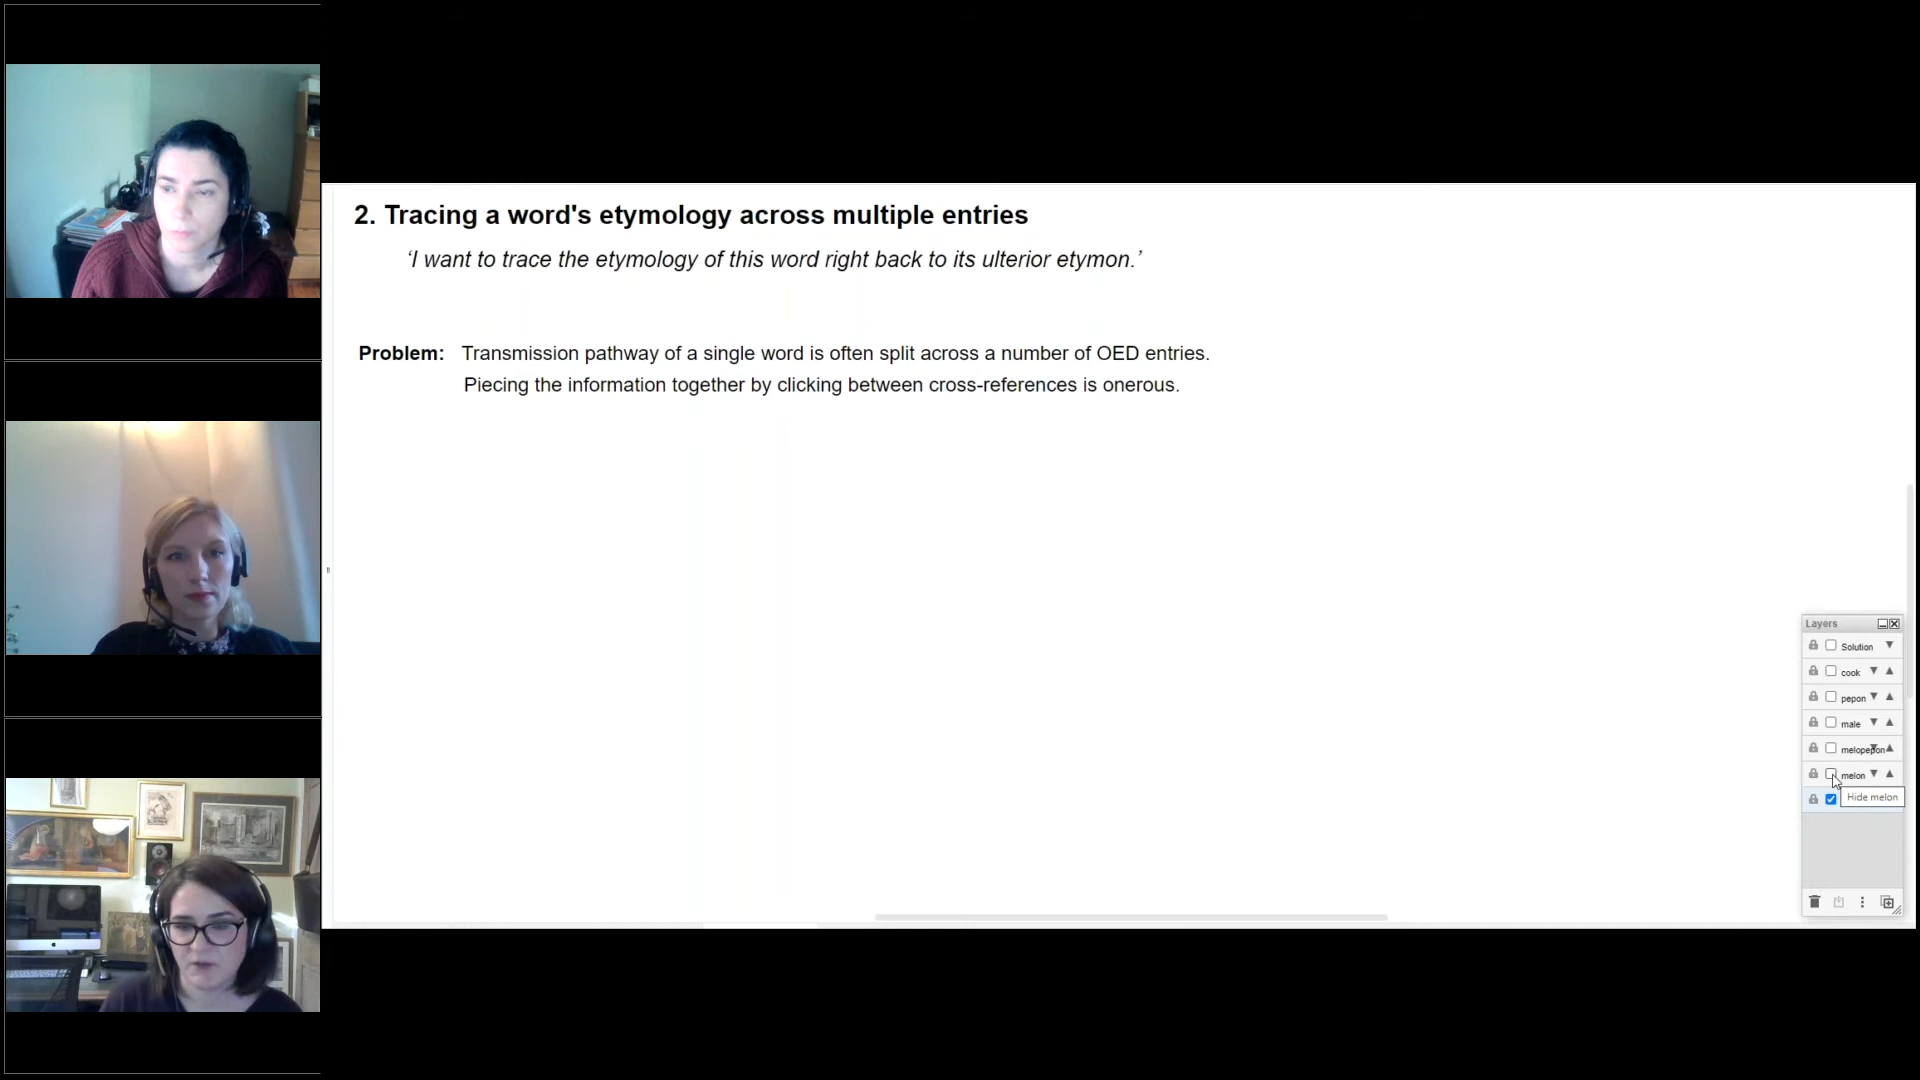 2. Tracing a word's etymology across multiple entries
‘I want to trace the etymology of this word right back to its ulterior etymon.’
Problem: Transmission pathway of a single word is often split across a number of OED entries.
Piecing the information together by clicking between cross-references is onerous.
Layers
Solution
cook
pepon
male
melopepon
melon
Hide melon